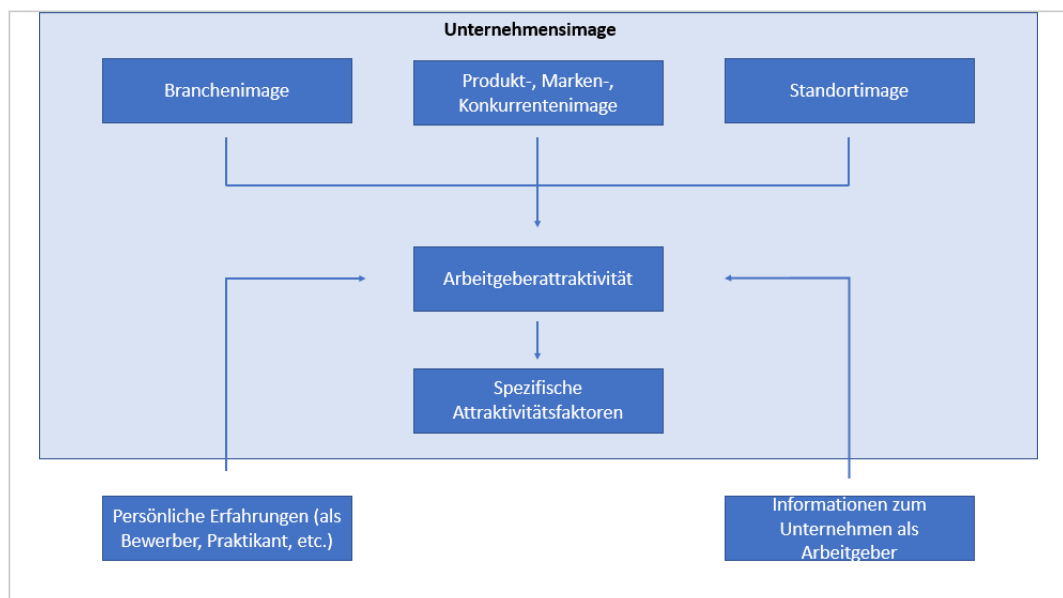 Unternehmensimage
Branchenimage
Produkt-, Marken-,
Konkurrentenimage
Standortimage
Arbeitgeberattraktivität
Spezifische
Attraktivitätsfaktoren
Persönliche Erfahrungen (als
Bewerber, Praktikant, etc.)
Informationen zum
Unternehmen als
Arbeitgeber